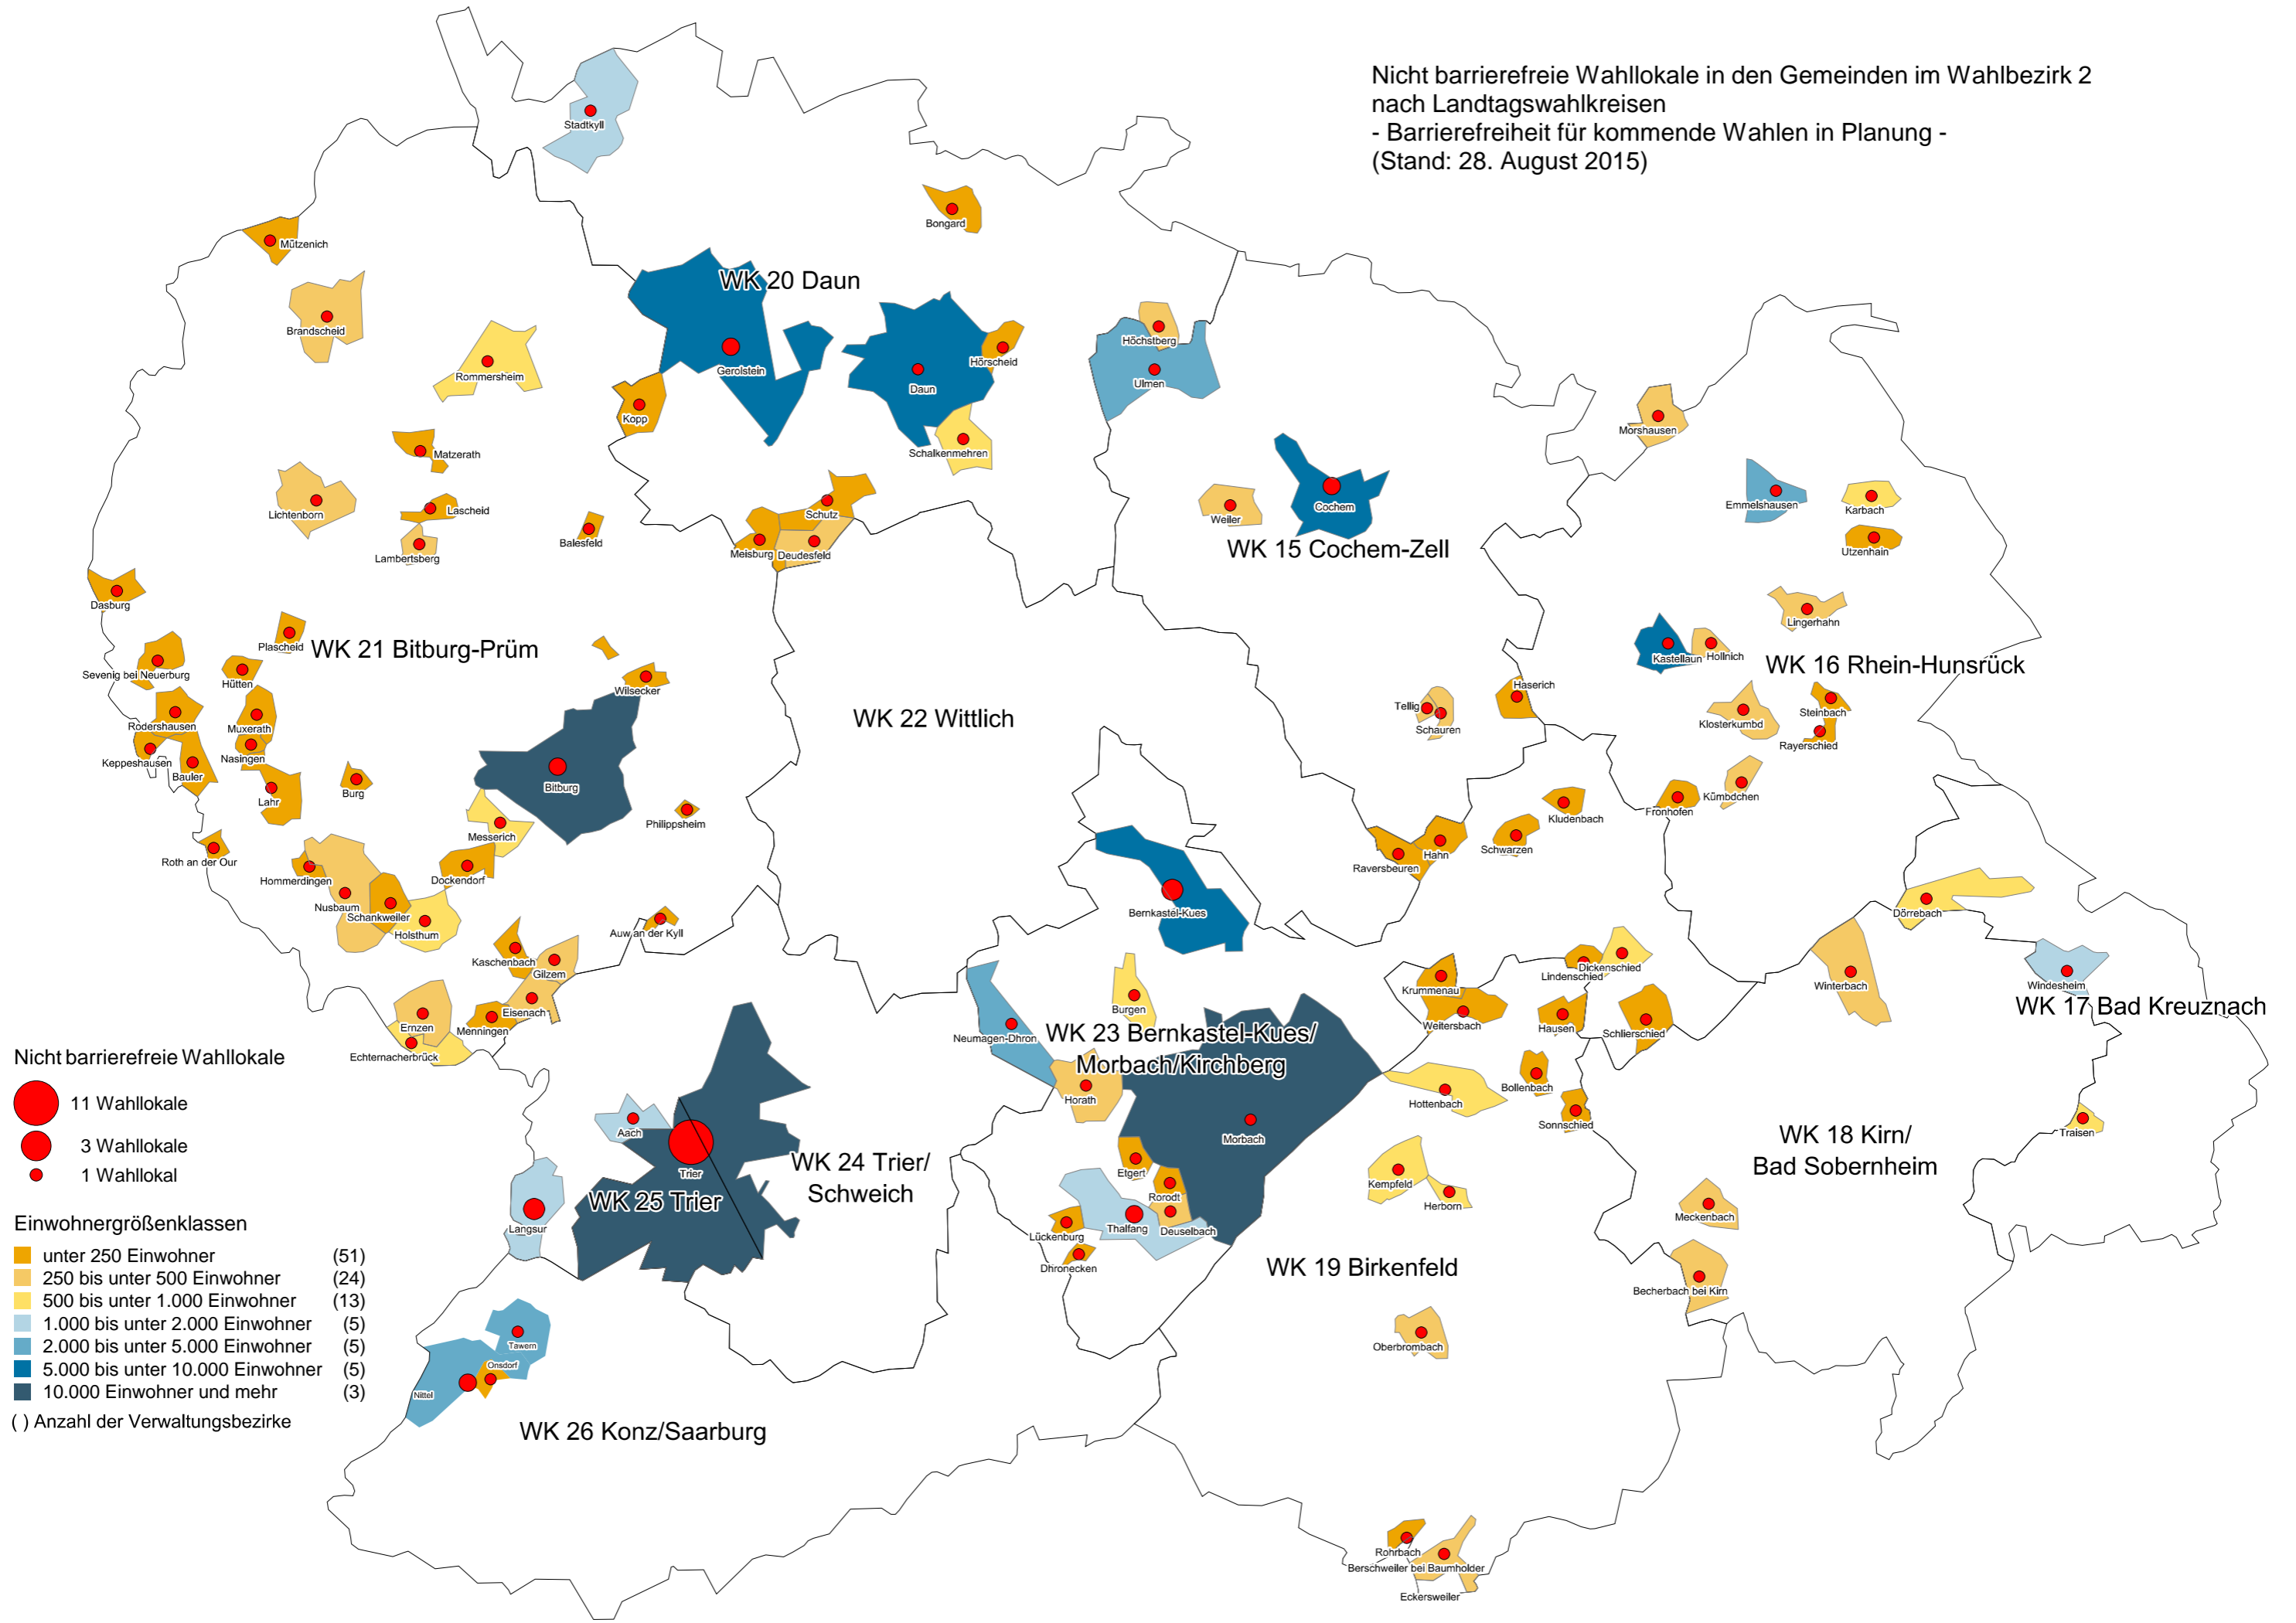 Nicht barrierefreie Wahllokale in den Gemeinden im Wahlbezirk 2
nach Landtagswahlkreisen
- Barrierefreiheit für kommende Wahlen in Planung -
(Stand: 28. August 2015)
Stadtkyll
Bongard
Mützenich
WK 20 Daun
Brandscheid
Höchstberg
Hörscheid
Gerolstein
Rommersheim
Daun
Ulmen
Kopp
Morshausen
Schalkenmehren
Matzerath
Emmelshausen
Karbach
Lichtenborn
Lascheid
Schutz
Weiler
Cochem
Balesfeld
Utzenhain
Lambertsberg
Meisburg
Deudesfeld
WK 15 Cochem-Zell
Dasburg
Lingerhahn
Plascheid
WK 21 Bitburg-Prüm
Kastellaun
Hollnich
WK 16 Rhein-Hunsrück
Sevenig bei Neuerburg
Hütten
Wilsecker
Haserich
Tellig
Schauren
Steinbach
Klosterkumbd
Rayerschied
Rodershausen
Muxerath
WK 22 Wittlich
Keppeshausen
Nasingen
Bauler
Lahr
Burg
Bitburg
Kümbdchen
Fronhofen
Kludenbach
Messerich
Philippsheim
Schwarzen
Hahn
Raversbeuren
Roth an der Our
Hommerdingen
Dockendorf
Nusbaum
Schankweiler
Holsthum
Bernkastel-Kues
Dörrebach
Auw an der Kyll
Kaschenbach
Gilzem
Dickenschied
Lindenschied
Krummenau
Winterbach
Windesheim
WK 17 Bad Kreuznach
Burgen
Eisenach
Ernzen
Menningen
Weitersbach
Hausen
Schlierschied
Neumagen-Dhron
WK 23 Bernkastel-Kues/
Morbach/Kirchberg
Echternacherbrück
Horath
Bollenbach
Hottenbach
Sonnschied
Aach
Morbach
Traisen
WK 18 Kirn/
Bad Sobernheim
Trier
WK 24 Trier/
Schweich
WK 25 Trier
Etgert
Kempfeld
Rorodt
Herborn
Langsur
Thalfang
Deuselbach
Meckenbach
Lückenburg
Dhronecken
WK 19 Birkenfeld
Becherbach bei Kirn
Tawern
Oberbrombach
Onsdorf
Nittel
WK 26 Konz/Saarburg
Rohrbach
Berschweiler bei Baumholder
Eckersweiler
Nicht barrierefreie Wahllokale
11 Wahllokale
3 Wahllokale
1 Wahllokal
Einwohnergrößenklassen
unter 250 Einwohner (51)
250 bis unter 500 Einwohner (24)
500 bis unter 1.000 Einwohner (13)
1.000 bis unter 2.000 Einwohner (5)
2.000 bis unter 5.000 Einwohner (5)
5.000 bis unter 10.000 Einwohner (5)
10.000 Einwohner und mehr (3)
( ) Anzahl der Verwaltungsbezirke